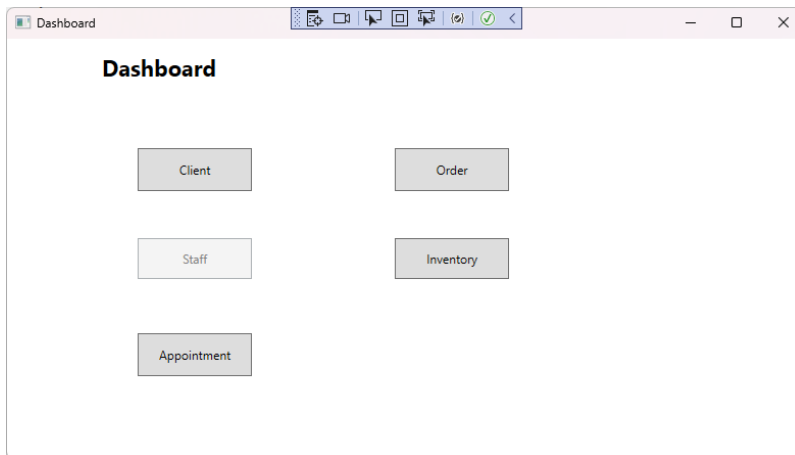 Dashboard
Dashboard
Client
Order
Staff
Inventory
Appointment